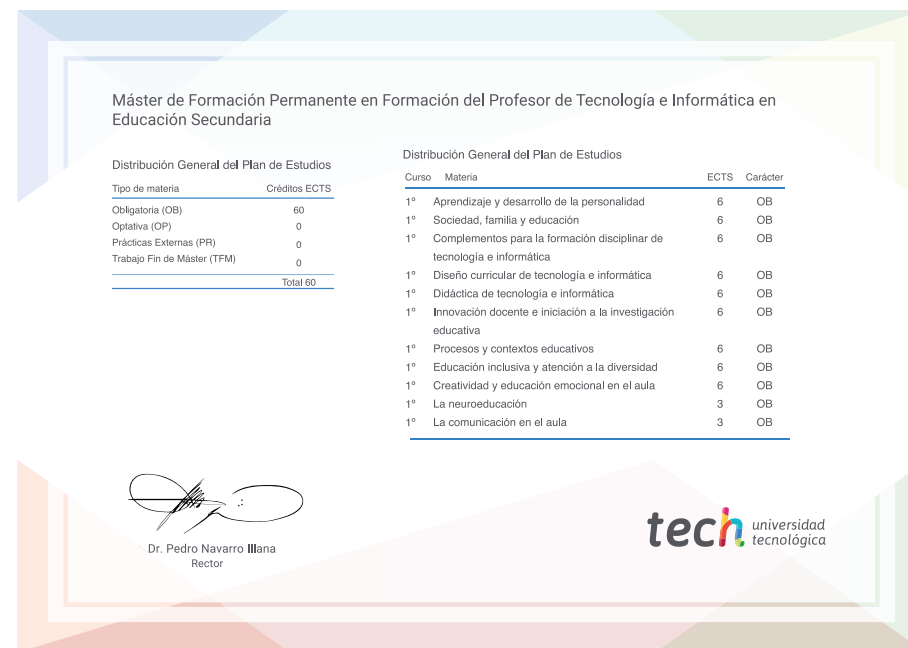 Máster de Formación Permanente en Formación del Profesor de Tecnología e Informática en
Educación Secundaria
Distribución General del Plan de Estudios
Tipo de materia Créditos ECTS
Obligatoria (OB) 60
Optativa (OP) 0
Prácticas Externas (PR) 0
Trabajo Fin de Máster (TFM) 0
Total 60
Distribución General del Plan de Estudios
Curso Materia ECTS Carácter
1º Aprendizaje y desarrollo de la personalidad 6 OB
1º Sociedad, familia y educación 6 OB
1º Complementos para la formación disciplinar de 6 OB
tecnología e informática
1º Diseño curricular de tecnología e informática 6 OB
1º Didáctica de tecnología e informática 6 OB
1º Innovación docente e iniciación a la investigación 6 OB
educativa
1º Procesos y contextos educativos 6 OB
1º Educación inclusiva y atención a la diversidad 6 OB
1º Creatividad y educación emocional en el aula 6 OB
1º La neuroeducación 3 OB
1º La comunicación en el aula 3 OB
Dr. Pedro Navarro Illana
Rector
tech universidad
tecnológica